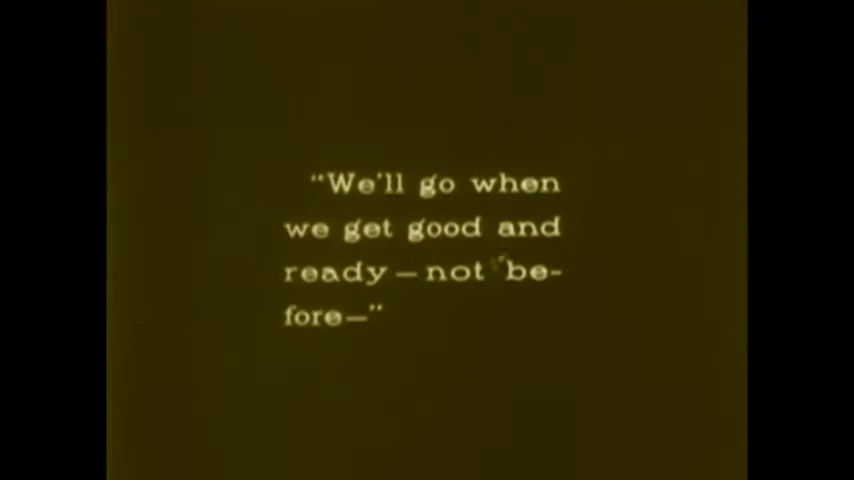 “We'll go when
we get good and
ready—not be-
fore—”